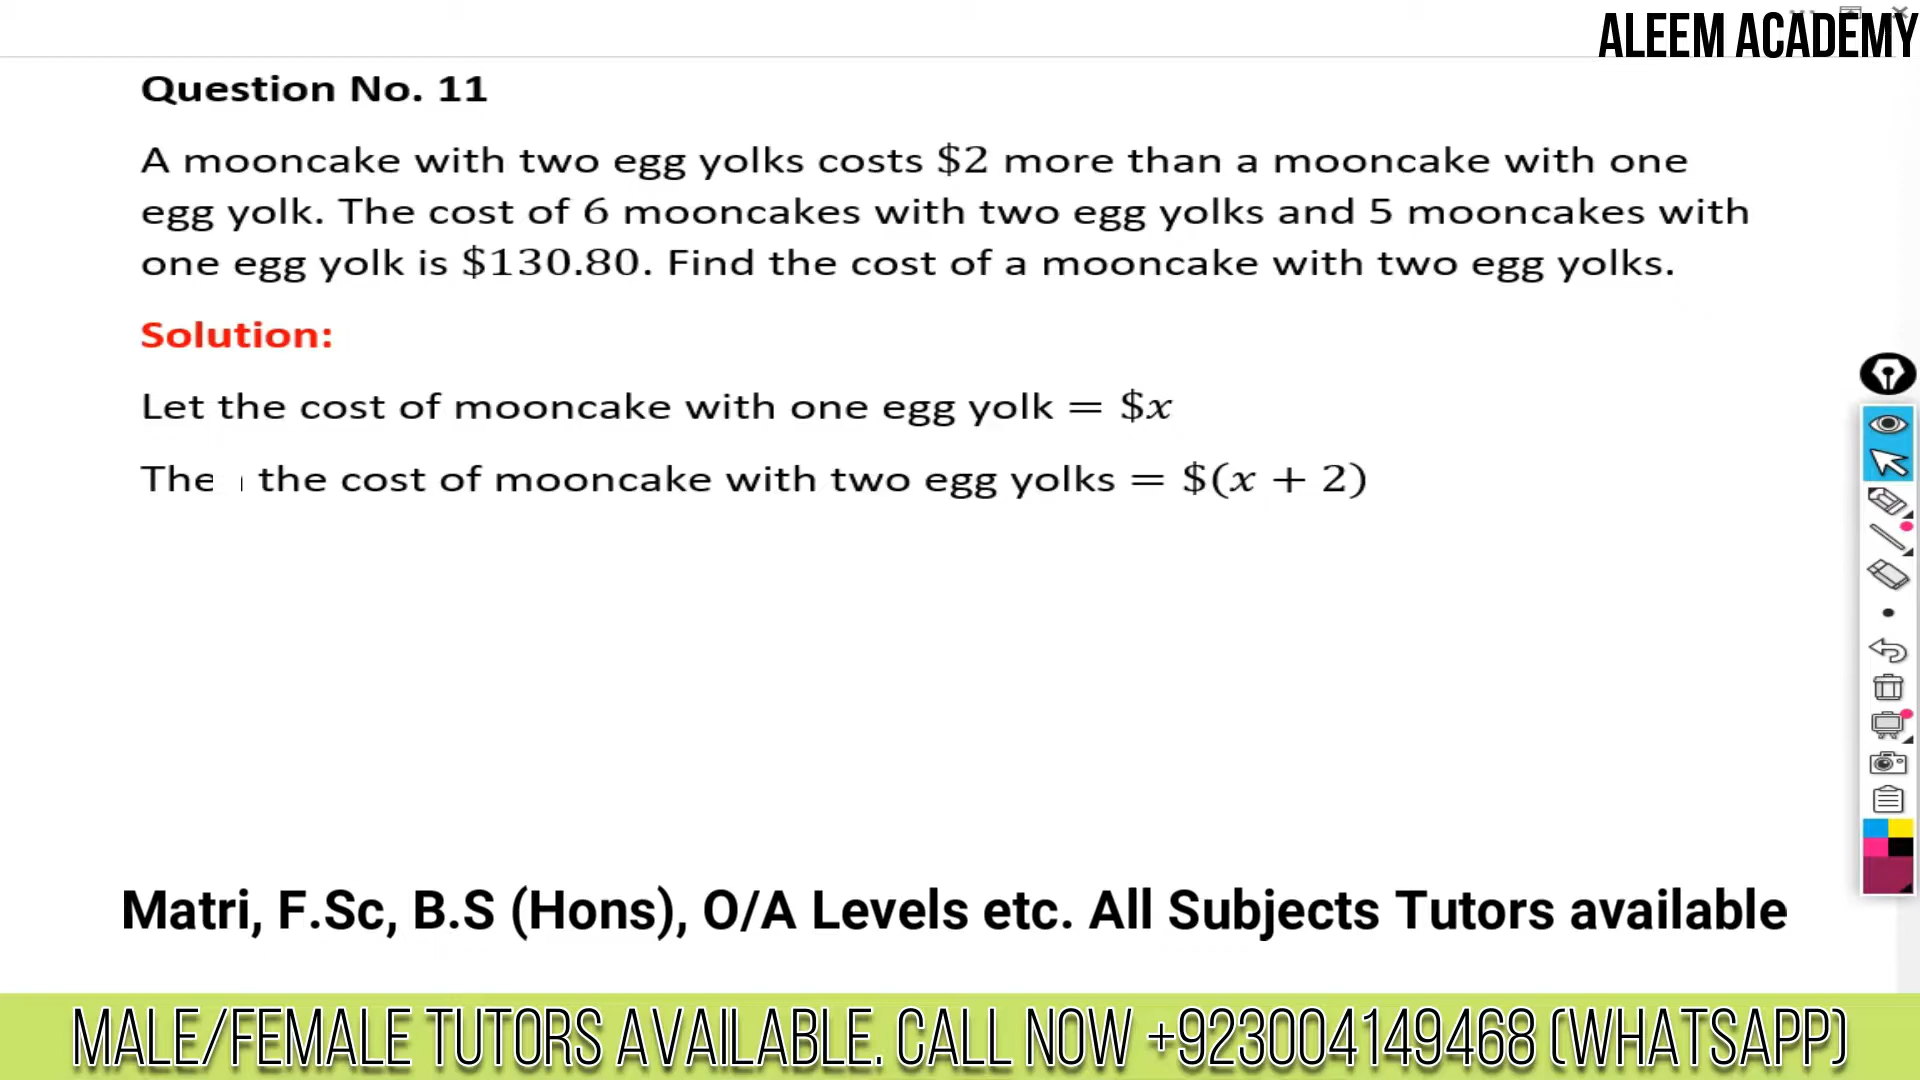 ALEEM ACADEMY
Question No. 11
A mooncake with two egg yolks costs $2 more than a mooncake with one
egg yolk. The cost of 6 mooncakes with two egg yolks and 5 mooncakes with
one egg yolk is $130.80. Find the cost of a mooncake with two egg yolks.
Solution:
Let the cost of mooncake with one egg yolk = $x
The the cost of mooncake with two egg yolks = $(x + 2)
Matri, F.Sc, B.S (Hons), O/A Levels etc. All Subjects Tutors available
MALE/FEMALE TUTORS AVAILABLE. CALL NOW +923004149468 (WHATSAPP)